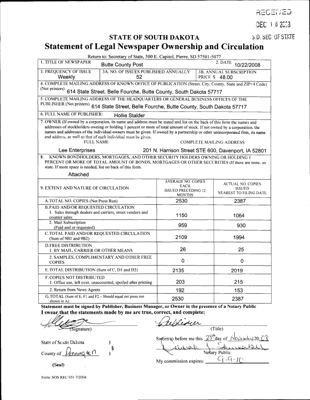 RECEIVED
DEC 10 2008
S.D. SEC OF STATE
STATE OF SOUTH DAKOTA
Statement of Legal Newspaper Ownership and Circulation
Return to: Secretary of State, 500 E. Capitol, Pierre, SD 57501-5077
1. TITLE OF NEWSPAPER
Butte County Post
2. DATE 10/22/2008
3. FREQUENCY OF ISSUE
Weekly
3A. NO. OF ISSUES PUBLISHED ANNUALLY
52
3B. ANNUAL SUBSCRIPTION
PRICE $ 48.00
4. COMPLETE MAILING ADDRESS OF KNOWN OFFICE OF PUBLICATION (Street, City, County, State and ZIP+4 Code)
(Not printers) 614 State Street, Belle Fourche, Butte County, South Dakota 57717
5. COMPLETE MAILING ADDRESS OF THE HEADQUARTERS OR GENERAL BUSINESS OFFICES OF THE
PUBLISHER (Not printers) 614 State Street, Belle Fourche, Butte County, South Dakota 57717
6. FULL NAME OF PUBLISHER: Hollis Stalder
7. OWNER (If owned by a corporation, its name and address must be stated and list on the back of this form the names and
addresses of stockholders owning or holding 1 percent or more of total amount of stock. If not owned by a corporation, the
names and addresses of the individual owners must be given. If owned by a partnership or other unincorporated firm, its name
and address, as well as that of each individual must be given.
FULL NAME COMPLETE MAILING ADDRESS
Lee Enterprises 201 N. Harrison Street STE 600, Davenport, IA 52801
8. KNOWN BONDHOLDERS, MORTGAGES, AND OTHER SECURITY HOLDERS OWNING OR HOLDING 1
PERCENT OR MORE OF TOTAL AMOUNT OF BONDS, MORTGAGES OR OTHER SECURITIES (If there are none, so
state. If more space is needed, list on back of this form.
Attached
9. EXTENT AND NATURE OF CIRCULATION
AVERAGE NO. COPIES
EACH
ISSUED PRECEDING 12
MONTHS
ACTUAL NO. COPIES
ISSUED
NEAREST TO FILING DATE
A. TOTAL NO. COPIES (Net Press Run) 2530 2387
B. PAID AND/OR REQUESTED CIRCULATION
1. Sales through dealers and carriers, street vendors and
counter sales. 1150 1064
2. Mail Subscription
(Paid and or requested) 959 930
C. TOTAL PAID AND/OR REQUESTED CIRCULATION
(Sum of 9B1 and 9B2) 2109 1994
D. FREE DISTRIBUTION
1. BY MAIL, CARRIER OR OTHER MEANS 26 25
2. SAMPLES, COMPLIMENTARY AND OTHER FREE
COPIES 0 0
E. TOTAL DISTRIBUTION (Sum of C, D1 and D2) 2135 2019
F. COPIES NOT DISTRIBUTED
1. Office use, left over, unaccounted, spoiled after printing 203 215
2. Return from News Agents 192 153
G. TOTAL (Sum of E, F1 and F2 - Should equal net press run
shown in A) 2530 2387
Statement must be signed by Publisher, Business Manager, or Owner in the presence of a Notary Public
I swear that the statements made by me are true, correct, and complete:
Publisher
(Signature) (Title)
State of South Dakota )
) §
County of Pennington )
Subscribed before me this day of November 20 08
Notary Public
(Seal)
My commission expires: 9-9-10
Form: SOS REC 051 7/2004